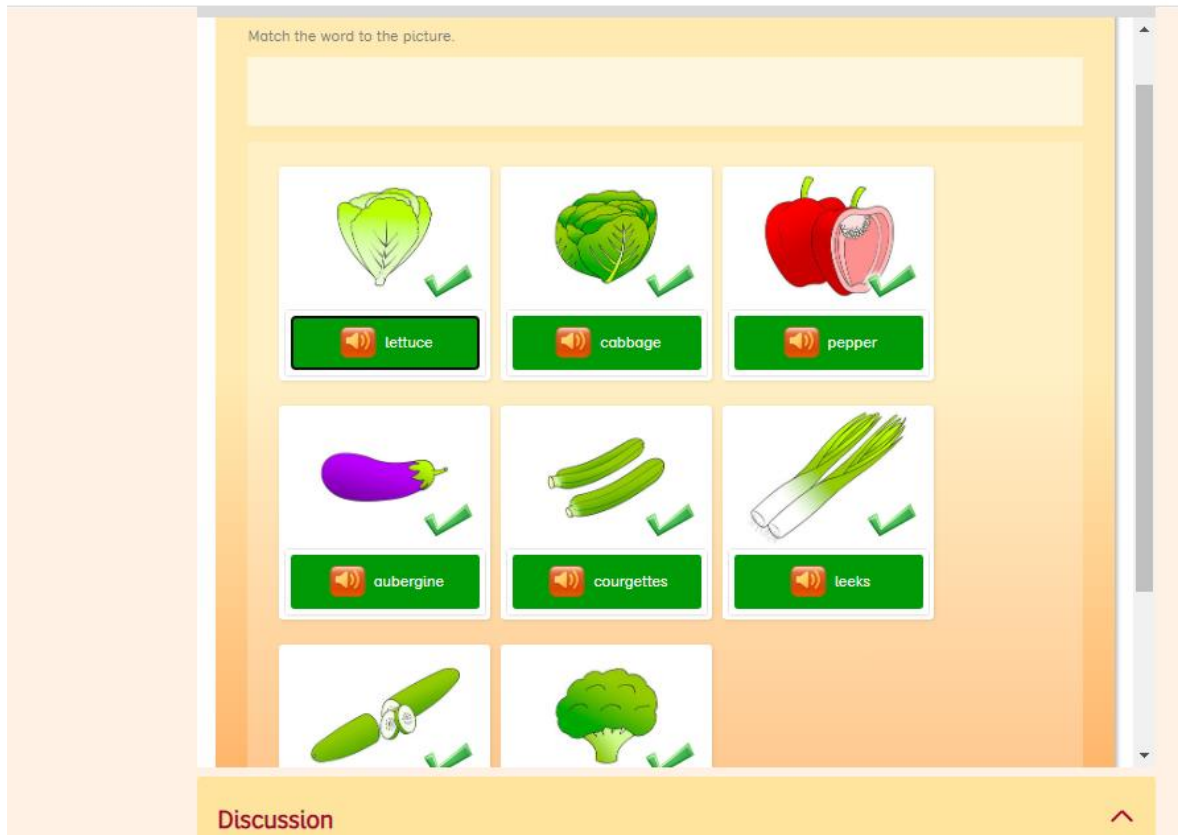 Match the word to the picture.
lettuce
cabbage
pepper
aubergine
courgettes
leeks
Discussion